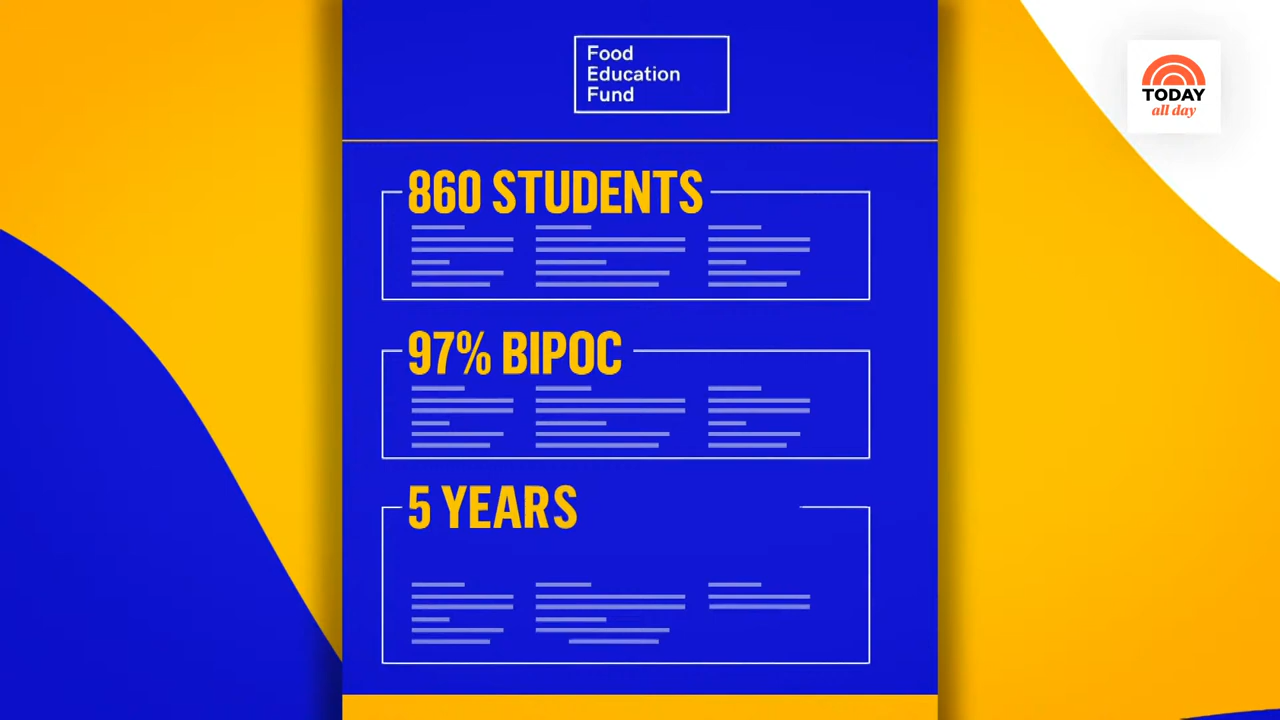 Food
Education
Fund
TODAY
all day
860 STUDENTS
97% BIPOC
5 YEARS